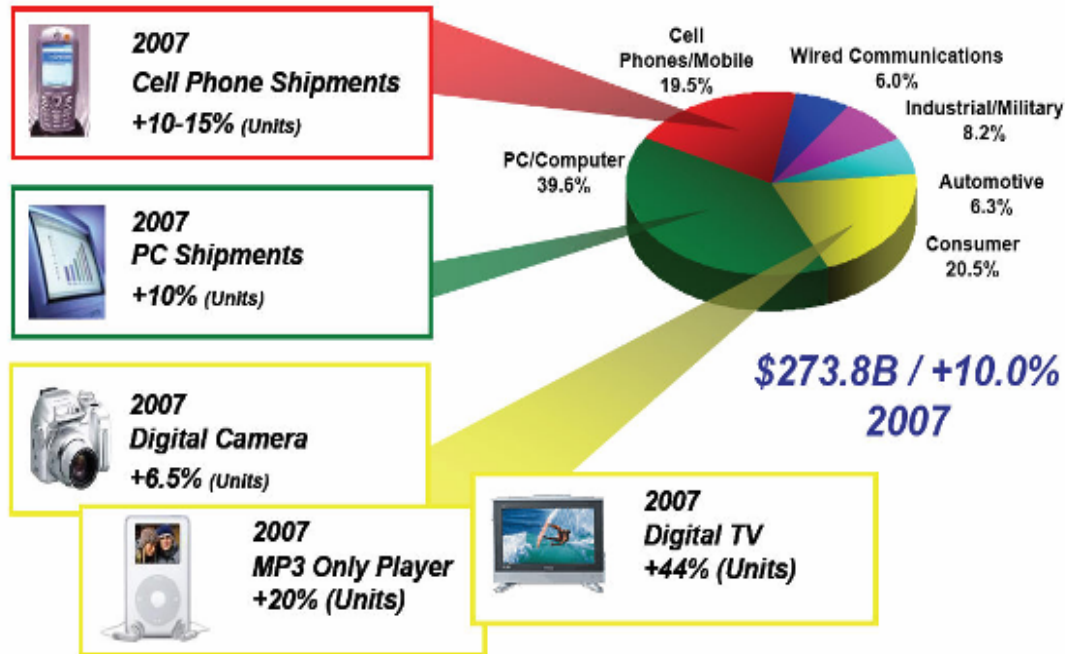 2007
Cell Phone Shipments
+10-15% (Units)
2007
PC Shipments
+10% (Units)
2007
Digital Camera
+6.5% (Units)
2007
MP3 Only Player
+20% (Units)
2007
Digital TV
+44% (Units)
Cell
Phones/Mobile
19.5%
Wired Communications
6.0%
Industrial/Military
8.2%
Automotive
6.3%
Consumer
20.5%
PC/Computer
39.6%
$273.8B / +10.0%
2007